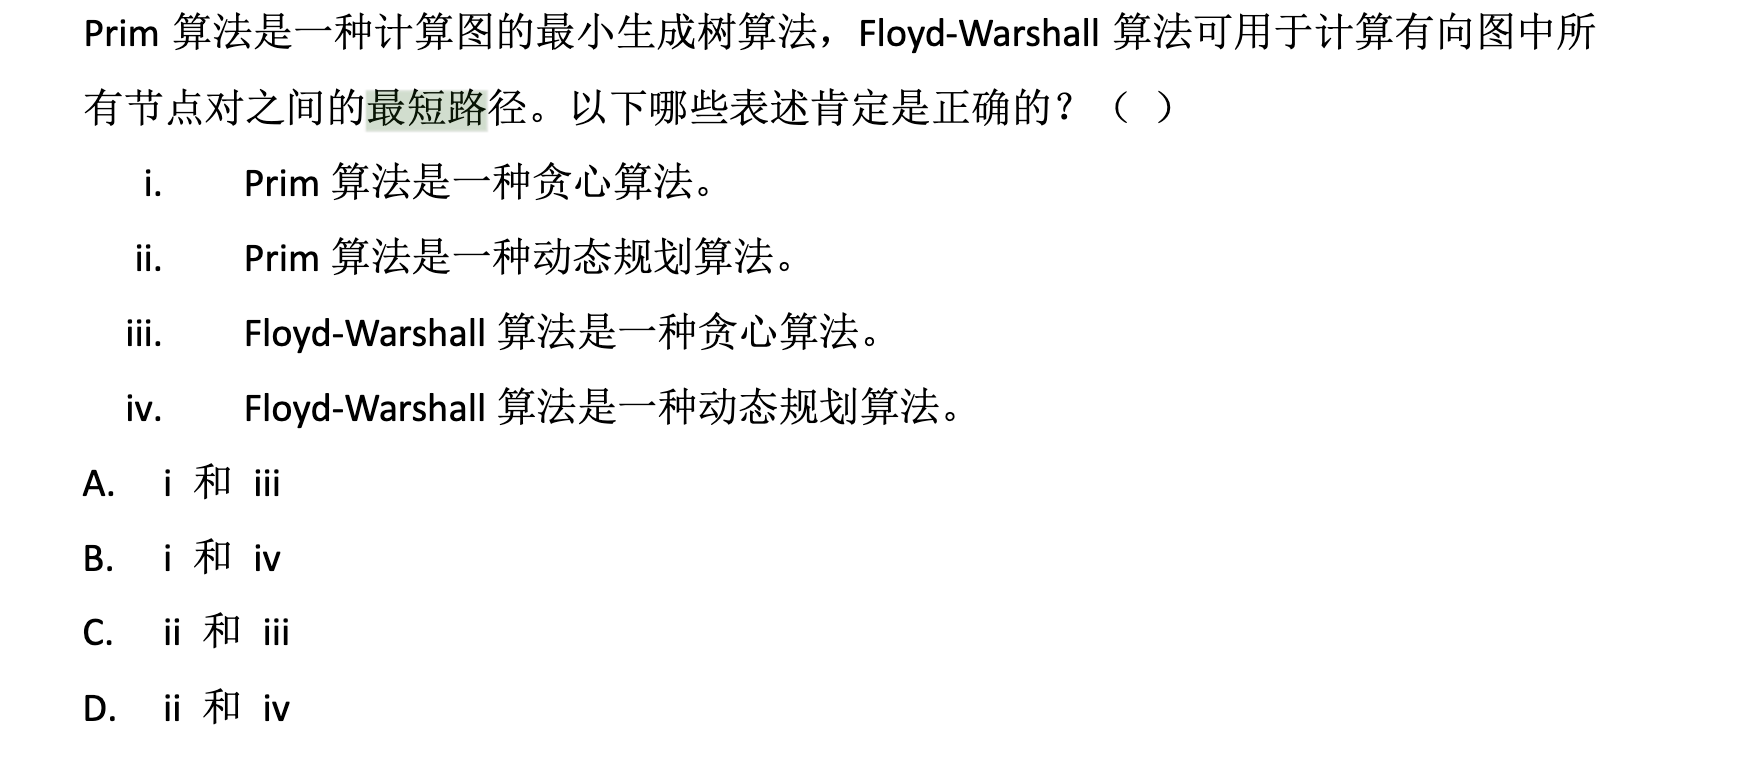 Prim 算法是一种计算图的最小生成树算法，Floyd-Warshall 算法可用于计算有向图中所
有节点对之间的最短路径。以下哪些表述肯定是正确的？（ ）
i. Prim 算法是一种贪心算法。
ii. Prim 算法是一种动态规划算法。
iii. Floyd-Warshall 算法是一种贪心算法。
iv. Floyd-Warshall 算法是一种动态规划算法。
A. i 和 iii
B. i 和 iv
C. ii 和 iii
D. ii 和 iv